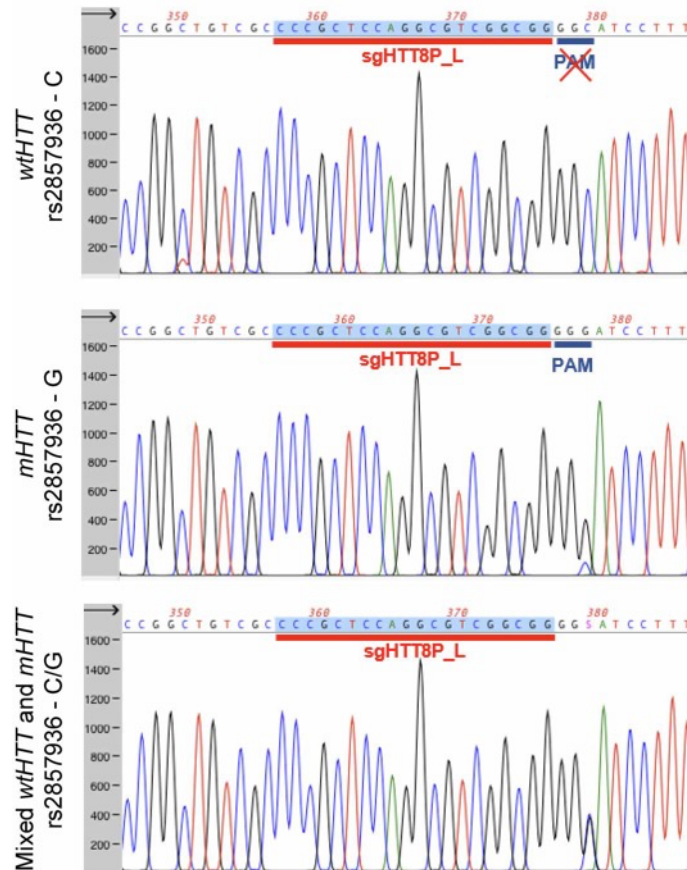 350 360 370 380
C C G G C T G T C G C C C C G C T C C A G G C G T C G G C G G G G C A T C C T T T
sgHTT8P_L
PAM
1600
1400
1200
1000
800
600
400
200
wtHTT
rs2857936 - C
350 360 370 380
C C G G C T G T C G C C C C G C T C C A G G C G T C G G C G G G G G A T C C T T T
sgHTT8P_L
PAM
1600
1400
1200
1000
800
600
400
200
mHTT
rs2857936 - G
350 360 370 380
C C G G C T G T C G C C C C G C T C C A G G C G T C G G C G G G G S A T C C T T T
sgHTT8P_L
1600
1400
1200
1000
800
600
400
200
Mixed wtHTT and mHTT
rs2857936 - C/G